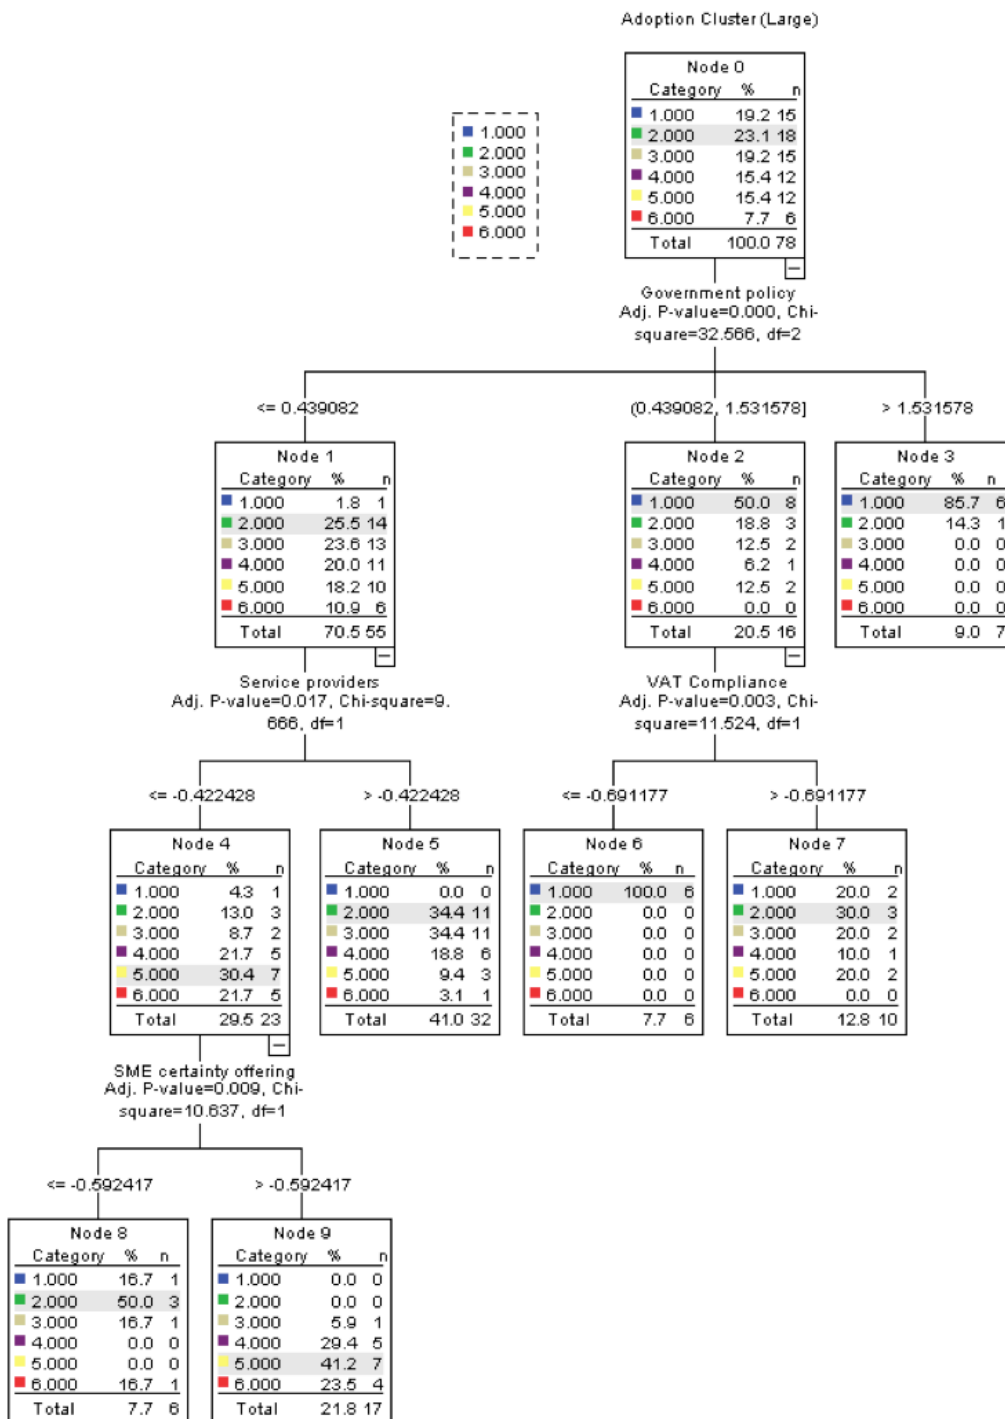 Adoption Cluster (Large)
Node 0
Category % n
1.000 19.2 15
2.000 23.1 18
3.000 19.2 15
4.000 15.4 12
5.000 15.4 12
6.000 7.7 6
Total 100.0 78
1.000
2.000
3.000
4.000
5.000
6.000
Government policy
Adj. P-value=0.000, Chi-
square=32.566, df=2
<= 0.439082
(0.439082, 1.531578]
> 1.531578
Node 1
Category % n
1.000 1.8 1
2.000 25.5 14
3.000 23.6 13
4.000 20.0 11
5.000 18.2 10
6.000 10.9 6
Total 70.5 55
Node 2
Category % n
1.000 50.0 8
2.000 18.8 3
3.000 12.5 2
4.000 6.2 1
5.000 12.5 2
6.000 0.0 0
Total 20.5 16
Node 3
Category % n
1.000 85.7 6
2.000 14.3 1
3.000 0.0 0
4.000 0.0 0
5.000 0.0 0
6.000 0.0 0
Total 9.0 7
Service providers
Adj. P-value=0.017, Chi-square=9.
666, df=1
VAT Compliance
Adj. P-value=0.003, Chi-
square=11.524, df=1
<= -0.422428
> -0.422428
<= -0.691177
> -0.691177
Node 4
Category % n
1.000 4.3 1
2.000 13.0 3
3.000 8.7 2
4.000 21.7 5
5.000 30.4 7
6.000 21.7 5
Total 29.5 23
Node 5
Category % n
1.000 0.0 0
2.000 34.4 11
3.000 34.4 11
4.000 18.8 6
5.000 9.4 3
6.000 3.1 1
Total 41.0 32
Node 6
Category % n
1.000 100.0 6
2.000 0.0 0
3.000 0.0 0
4.000 0.0 0
5.000 0.0 0
6.000 0.0 0
Total 7.7 6
Node 7
Category % n
1.000 20.0 2
2.000 30.0 3
3.000 20.0 2
4.000 10.0 1
5.000 20.0 2
6.000 0.0 0
Total 12.8 10
SME certainty offering
Adj. P-value=0.009, Chi-
square=10.637, df=1
<= -0.592417
> -0.592417
Node 8
Category % n
1.000 16.7 1
2.000 50.0 3
3.000 16.7 1
4.000 0.0 0
5.000 0.0 0
6.000 16.7 1
Total 7.7 6
Node 9
Category % n
1.000 0.0 0
2.000 0.0 0
3.000 5.9 1
4.000 29.4 5
5.000 41.2 7
6.000 23.5 4
Total 21.8 17